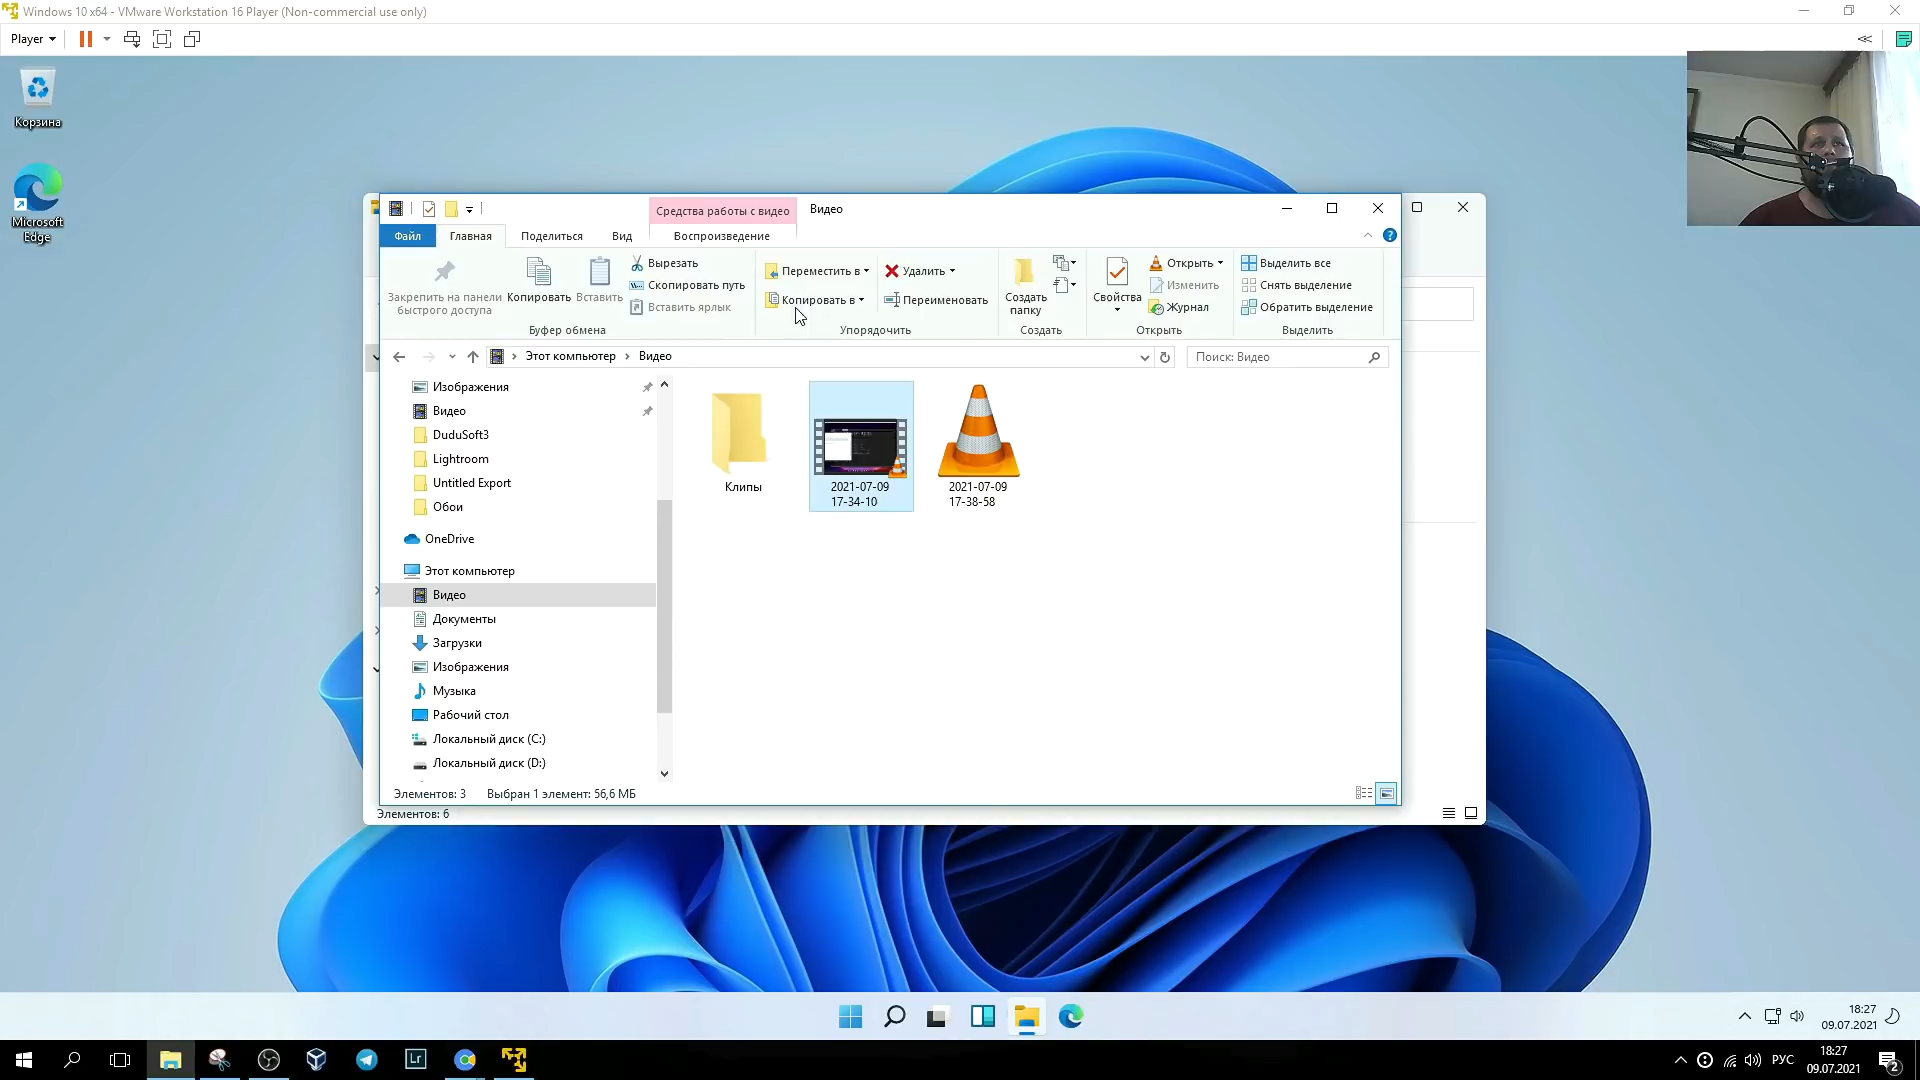 Windows 10 x64 - VMware Workstation 16 Player (Non-commercial use only)
Player
Корзина
Microsoft
Edge
Средства работы с видео
Видео
Файл
Главная
Поделиться
Вид
Воспроизведение
Закрепить на панели
быстрого доступа
Копировать
Вставить
Вырезать
Скопировать путь
Вставить ярлык
Буфер обмена
Переместить в
Копировать в
Удалить
Переименовать
Упорядочить
Создать
папку
Создать
Свойства
Открыть
Изменить
Журнал
Открыть
Выделить все
Снять выделение
Обратить выделение
Выделить
Этот компьютер
Видео
Поиск: Видео
Изображения
Видео
DuduSoft3
Lightroom
Untitled Export
Обои
OneDrive
Этот компьютер
Видео
Документы
Загрузки
Изображения
Музыка
Рабочий стол
Локальный диск (C:)
Локальный диск (D:)
Клипы
2021-07-09
17-34-10
2021-07-09
17-38-58
Элементов: 3
Выбран 1 элемент: 56,6 МБ
Элементов: 6
18:27
09.07.2021
Lr
РУС
18:27
09.07.2021
2